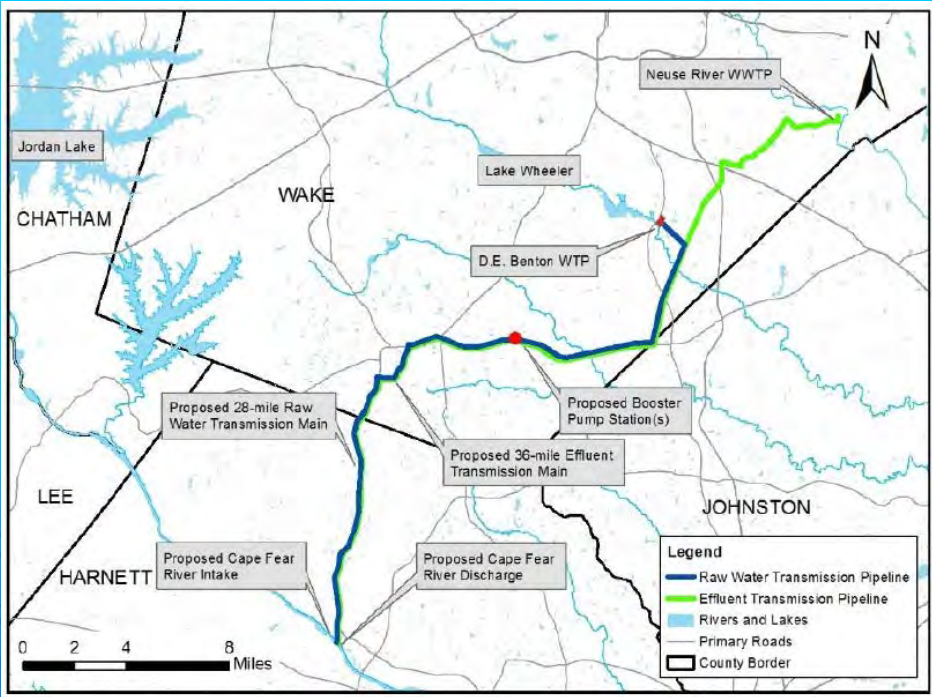 N
Neuse River WWTP
Jordan Lake
Lake Wheeler
WAKE
CHATHAM
D.E. Benton WTP
Proposed 28-mile Raw
Water Transmission Main
Proposed Booster
Pump Station(s)
Proposed 36-mile Effluent
Transmission Main
LEE
JOHNSTON
HARNETT
Proposed Cape Fear
River Intake
Proposed Cape Fear
River Discharge
Legend
Raw Water Transmission Pipeline
Effluent Transmission Pipeline
Rivers and Lakes
Primary Roads
County Border
0 2 4 8
Miles